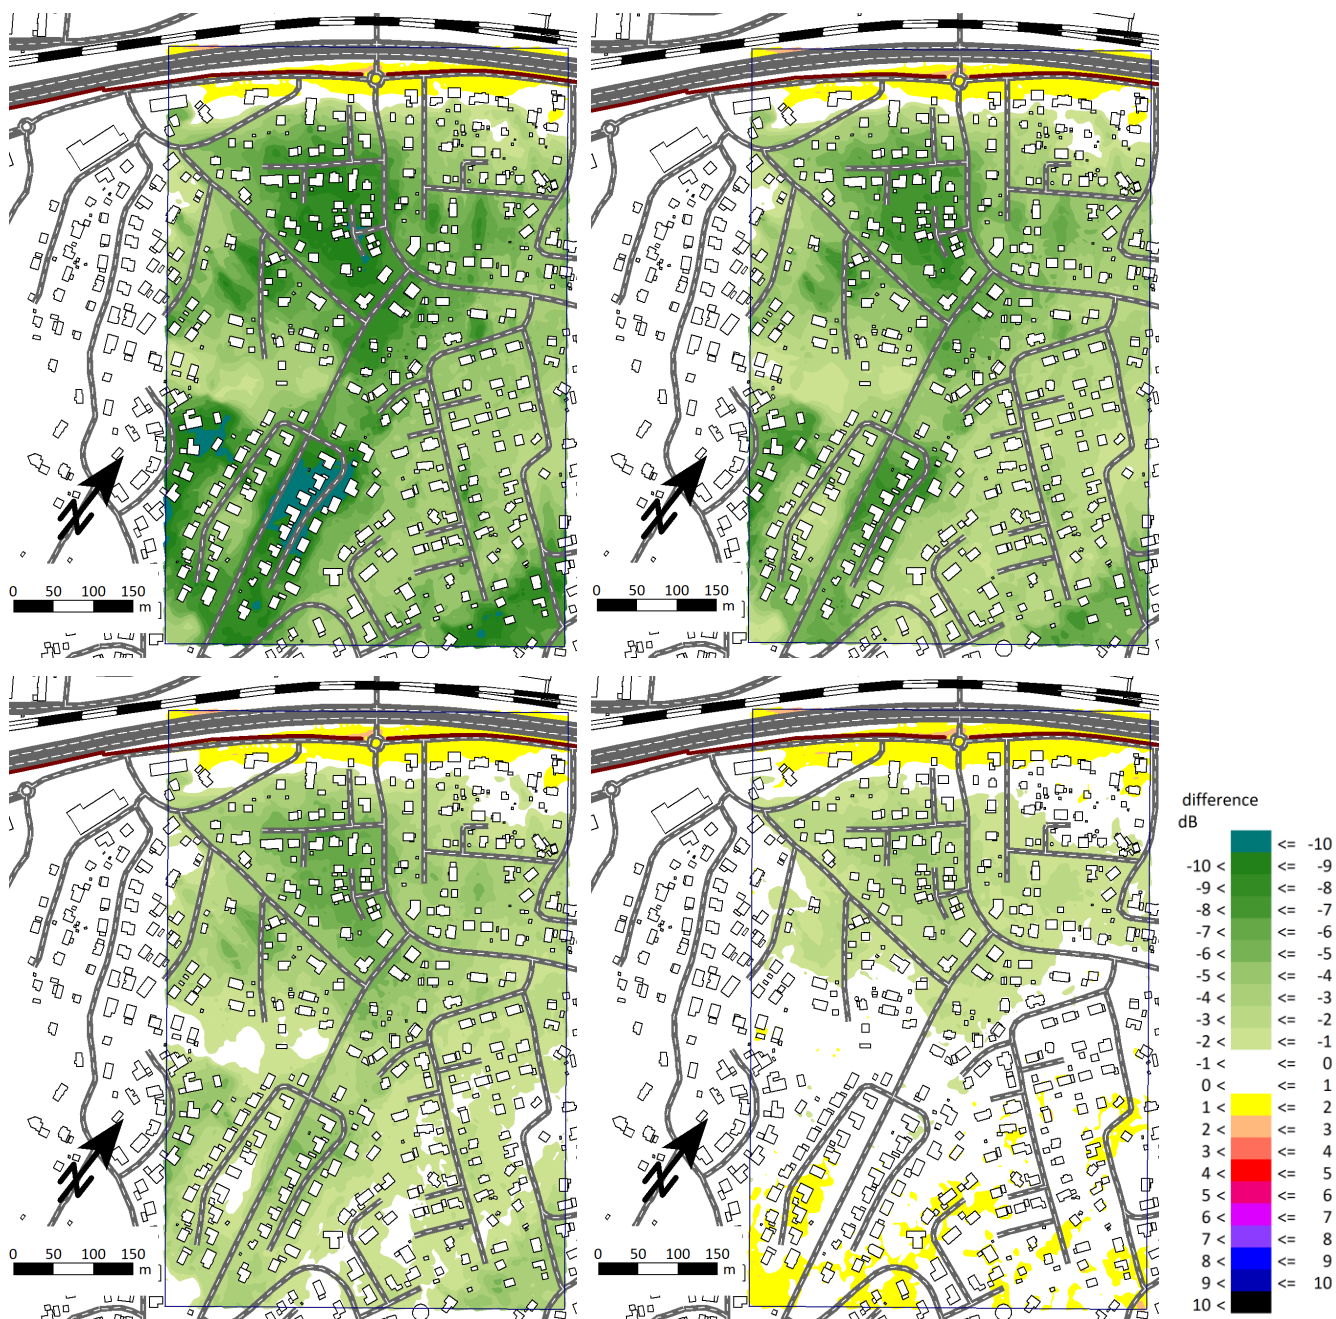 0 50 100 150
m
0 50 100 150
m
0 50 100 150
m
0 50 100 150
m
difference
dB
<= -10
-10 < <= -9
-9 < <= -8
-8 < <= -7
-7 < <= -6
-6 < <= -5
-5 < <= -4
-4 < <= -3
-3 < <= -2
-2 < <= -1
-1 < <= 0
0 < <= 1
1 < <= 2
2 < <= 3
3 < <= 4
4 < <= 5
5 < <= 6
6 < <= 7
7 < <= 8
8 < <= 9
9 < <= 10
10 <